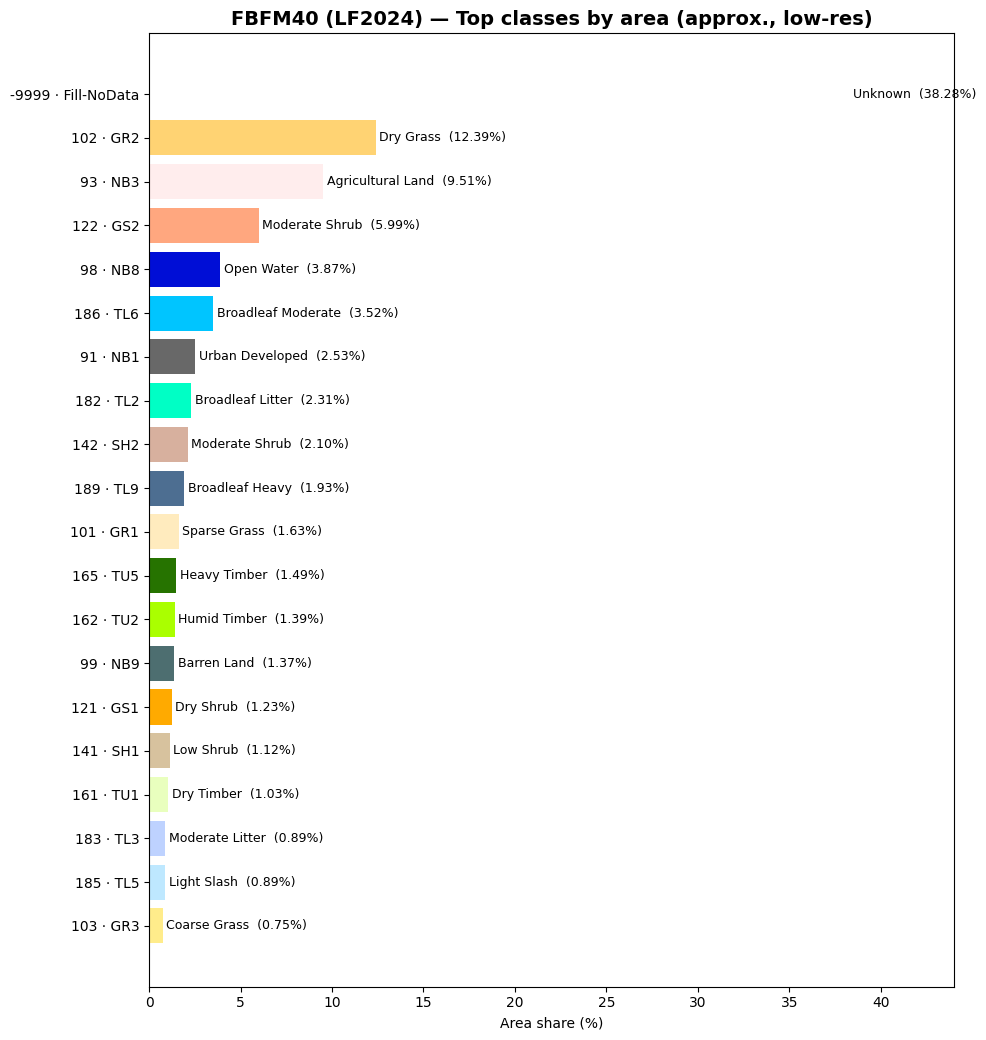 FBFM40 (LF2024) — Top classes by area (approx., low-res)
-9999 · Fill-NoData Unknown (38.28%)
102 · GR2 Dry Grass (12.39%)
93 · NB3 Agricultural Land (9.51%)
122 · GS2 Moderate Shrub (5.99%)
98 · NB8 Open Water (3.87%)
186 · TL6 Broadleaf Moderate (3.52%)
91 · NB1 Urban Developed (2.53%)
182 · TL2 Broadleaf Litter (2.31%)
142 · SH2 Moderate Shrub (2.10%)
189 · TL9 Broadleaf Heavy (1.93%)
101 · GR1 Sparse Grass (1.63%)
165 · TU5 Heavy Timber (1.49%)
162 · TU2 Humid Timber (1.39%)
99 · NB9 Barren Land (1.37%)
121 · GS1 Dry Shrub (1.23%)
141 · SH1 Low Shrub (1.12%)
161 · TU1 Dry Timber (1.03%)
183 · TL3 Moderate Litter (0.89%)
185 · TL5 Light Slash (0.89%)
103 · GR3 Coarse Grass (0.75%)
0 5 10 15 20 25 30 35 40
Area share (%)